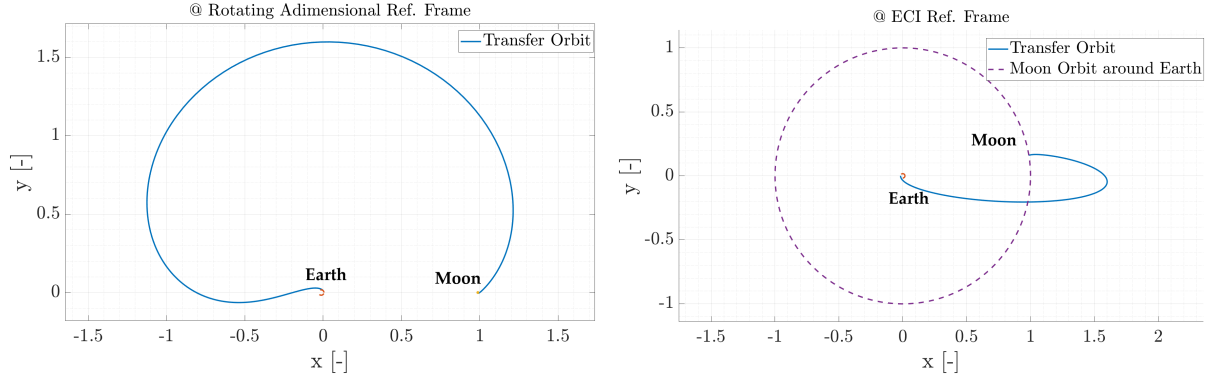 @ Rotating Adimensional Ref. Frame
Transfer Orbit
1.5
1
0.5
0
y [-]
Earth
Moon
-1.5
-1
-0.5
0
0.5
1
1.5
x [-]
@ ECI Ref. Frame
Transfer Orbit
Moon Orbit around Earth
1
0.5
0
-0.5
-1
y [-]
Moon
Earth
-1.5
-1
-0.5
0
0.5
1
1.5
2
x [-]